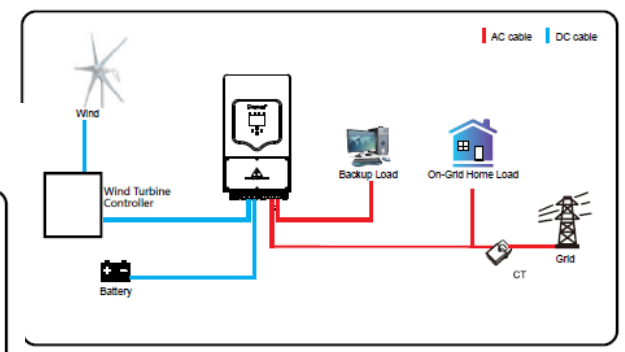 AC cable DC cable
Wind
Wind Turbine
Controller
Battery
Backup Load
On-Grid Home Load
CT
Grid